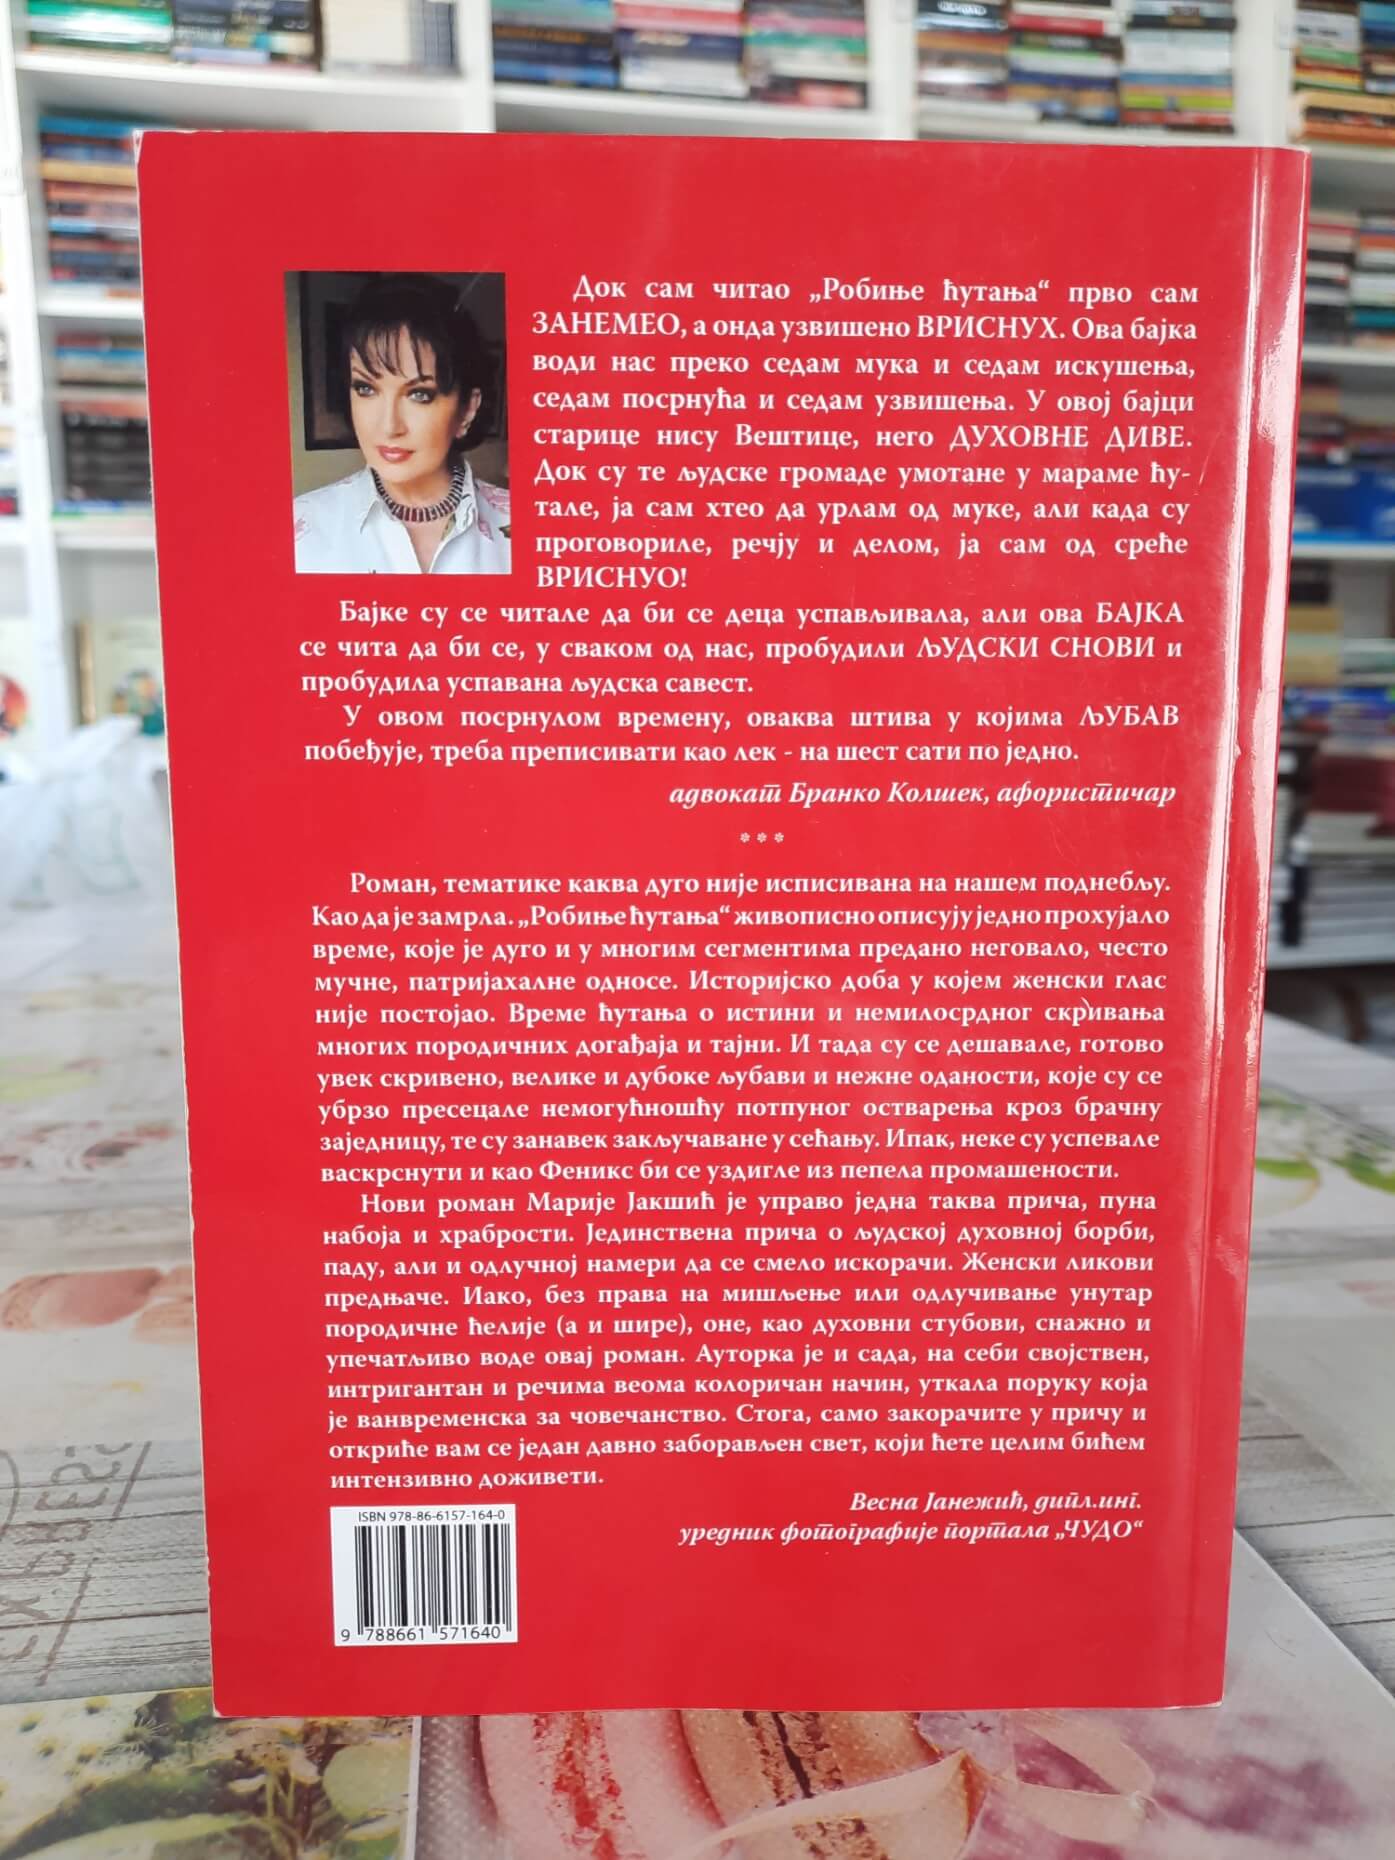 Док сам читао „Робиње ћутања“ прво сам
ЗАНЕМЕО, а онда узвишено ВРИСНУХ. Ова бајка
води нас преко седам мука и седам искушења,
седам посрнућа и седам узвишења. У овој бајци
старице нису Вештице, него ДУХОВНЕ ДИВЕ.
Док су те људске громаде умотане у мараме ћу-
тале, ја сам хтео да урлам од муке, али када су
проговориле, речју и делом, ја сам од среће
ВРИСНУО!
Бајке су се читале да би се деца успављивала, али ова БАЈКА
се чита да би се, у сваком од нас, пробудили ЉУДСКИ СНОВИ и
пробудила успавана људска савест.
У овом посрнулом времену, оваква штива у којима ЉУБАВ
побеђује, треба преписивати као лек - на шест сати по једно.
адвокат Бранко Колшек, афористичар
* * *
Роман, тематике каква дуго није исписивана на нашем поднебљу.
Као да је замрла. „Робиње ћутања“ живописно описују једно прохујало
време, које је дуго и у многим сегментима предано неговало, често
мучне, патријахалне односе. Историјско доба у којем женски глас
није постојао. Време ћутања о истини и немилосрдног скривања
многих породичних догађаја и тајни. И тада су се дешавале, готово
увек скривено, велике и дубоке љубави и нежне оданости, које су се
убрзо пресецале немогућношћу потпуног остварења кроз брачну
заједницу, те су занавек закључаване у сећању. Ипак, неке су успевале
васкрснути и као Феникс би се уздигле из пепела промашености.
Нови роман Марије Јакшић је управо једна таква прича, пуна
набоја и храбрости. Јединствена прича о људској духовној борби,
паду, али и одлучној намери да се смело искорачи. Женски ликови
предњаче. Иако, без права на мишљење или одлучивање унутар
породичне ћелије (а и шире), оне, као духовни стубови, снажно и
упечатљиво воде овај роман. Ауторка је и сада, на себи својствен,
интригантан и речима веома колоричан начин, уткала поруку која
је ванвременска за човечанство. Стога, само закорачите у причу и
откриће вам се један давно заборављен свет, који ћете целим бићем
интензивно доживети.
Весна Јанежић, дипл.инг.
уредник фотографије портала „ЧУДО“
ISBN 978-86-6157-164-0
9 788661 571640